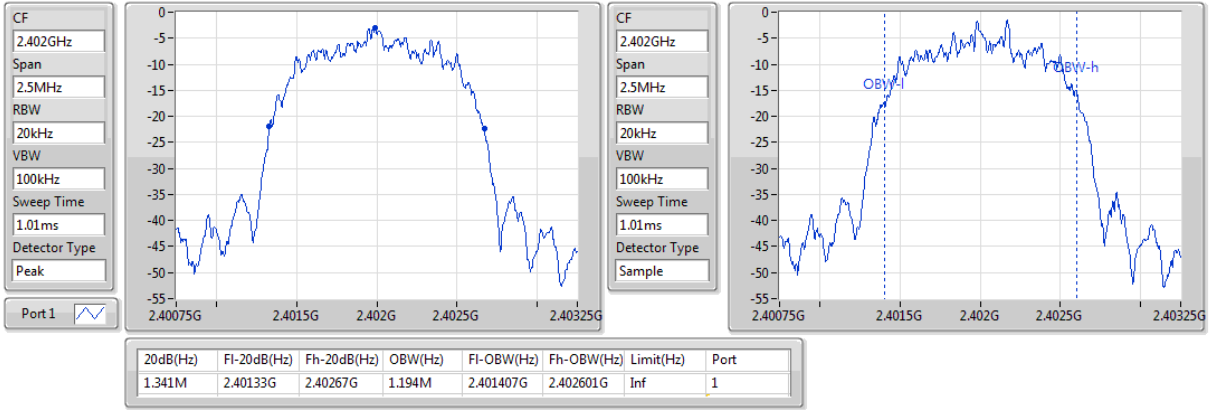 CF
2.402GHz
Span
2.5MHz
RBW
20kHz
VBW
100kHz
Sweep Time
1.01ms
Detector Type
Peak
Port 1
0
-5
-10
-15
-20
-25
-30
-35
-40
-45
-50
-55
2.40075G 2.4015G 2.402G 2.4025G 2.40325G
CF
2.402GHz
Span
2.5MHz
RBW
20kHz
VBW
100kHz
Sweep Time
1.01ms
Detector Type
Sample
0
-5
-10
-15
-20
-25
-30
-35
-40
-45
-50
-55
OBW-l
OBW-h
2.40075G 2.4015G 2.402G 2.4025G 2.40325G
20dB(Hz) Fl-20dB(Hz) Fh-20dB(Hz) OBW(Hz) Fl-OBW(Hz) Fh-OBW(Hz) Limit(Hz) Port
1.341M 2.40133G 2.40267G 1.194M 2.401407G 2.402601G Inf 1